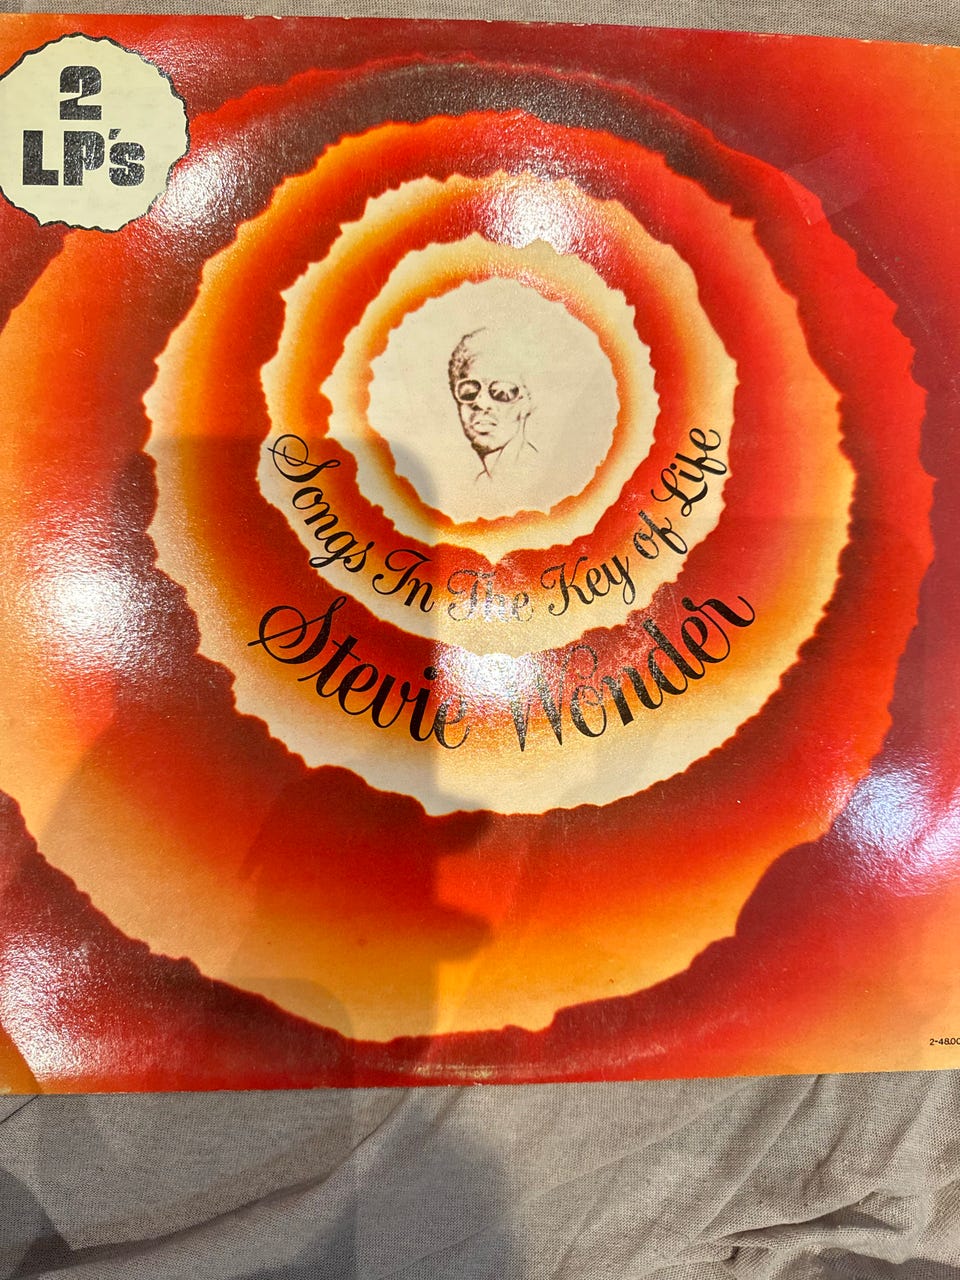 2
LP's
Songs In The Key of Life
Stevie Wonder